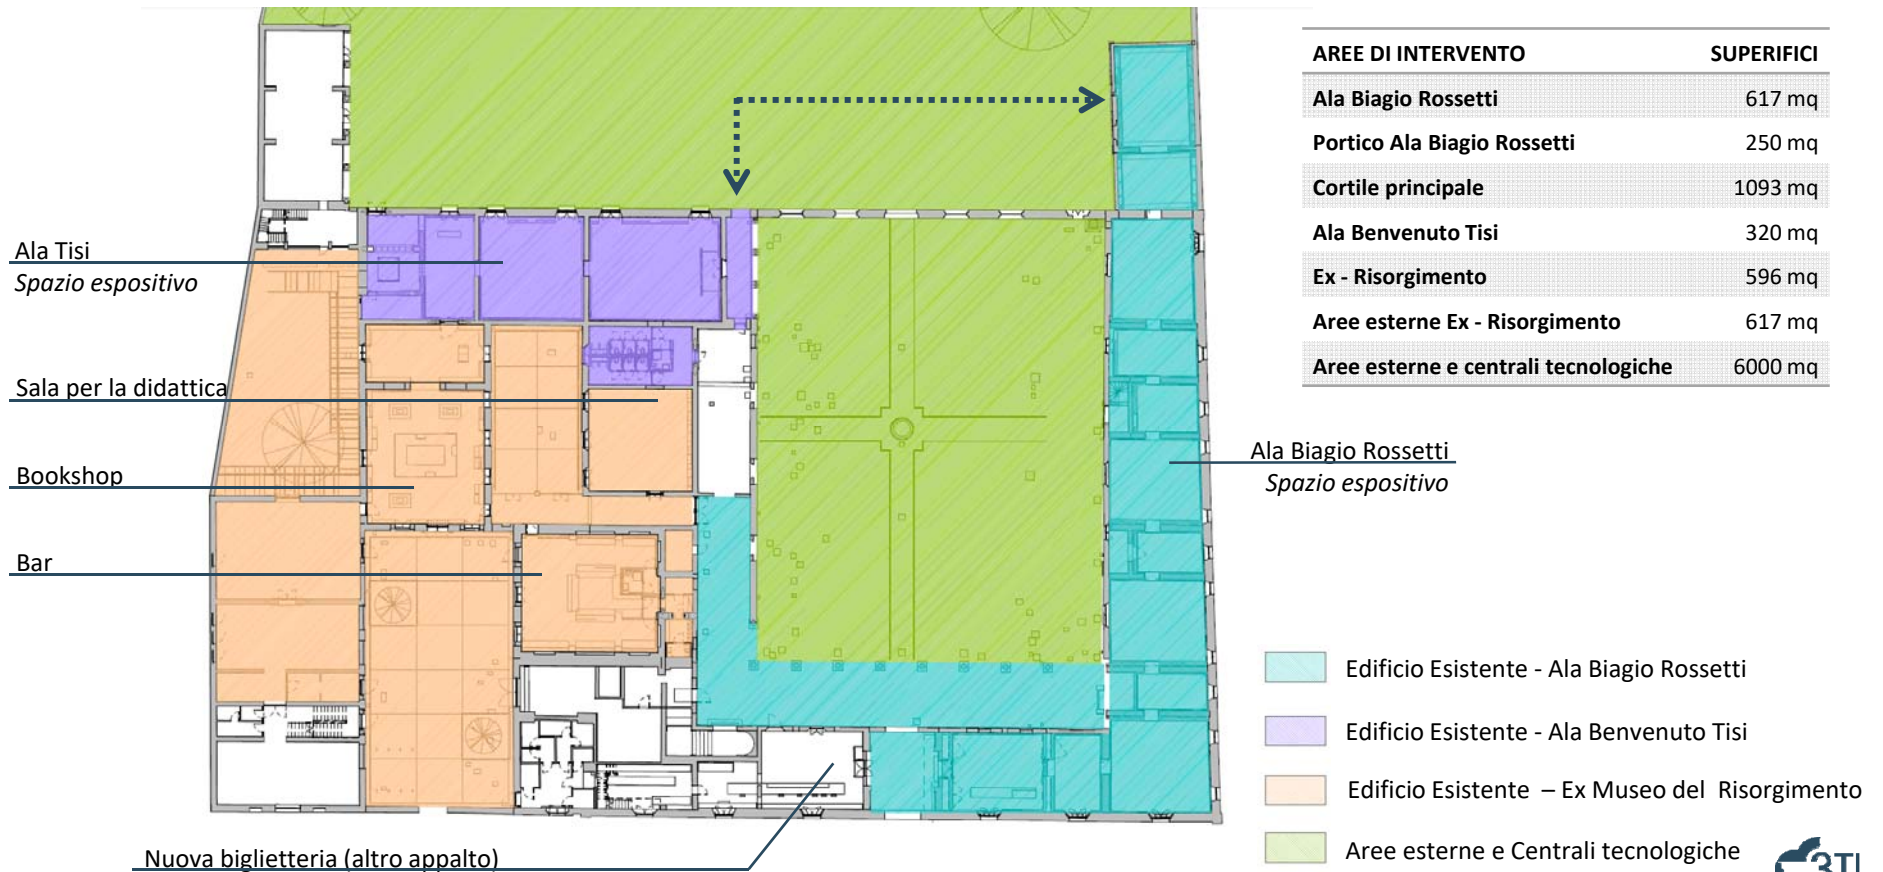 AREE DI INTERVENTO SUPERIFICI
Ala Biagio Rossetti 617 mq
Portico Ala Biagio Rossetti 250 mq
Cortile principale 1093 mq
Ala Benvenuto Tisi 320 mq
Ex - Risorgimento 596 mq
Aree esterne Ex - Risorgimento 617 mq
Aree esterne e centrali tecnologiche 6000 mq
Ala Tisi
Spazio espositivo
Sala per la didattica
Bookshop
Bar
Nuova biglietteria (altro appalto)
Ala Biagio Rossetti
Spazio espositivo
Edificio Esistente - Ala Biagio Rossetti
Edificio Esistente - Ala Benvenuto Tisi
Edificio Esistente – Ex Museo del Risorgimento
Aree esterne e Centrali tecnologiche
3TI